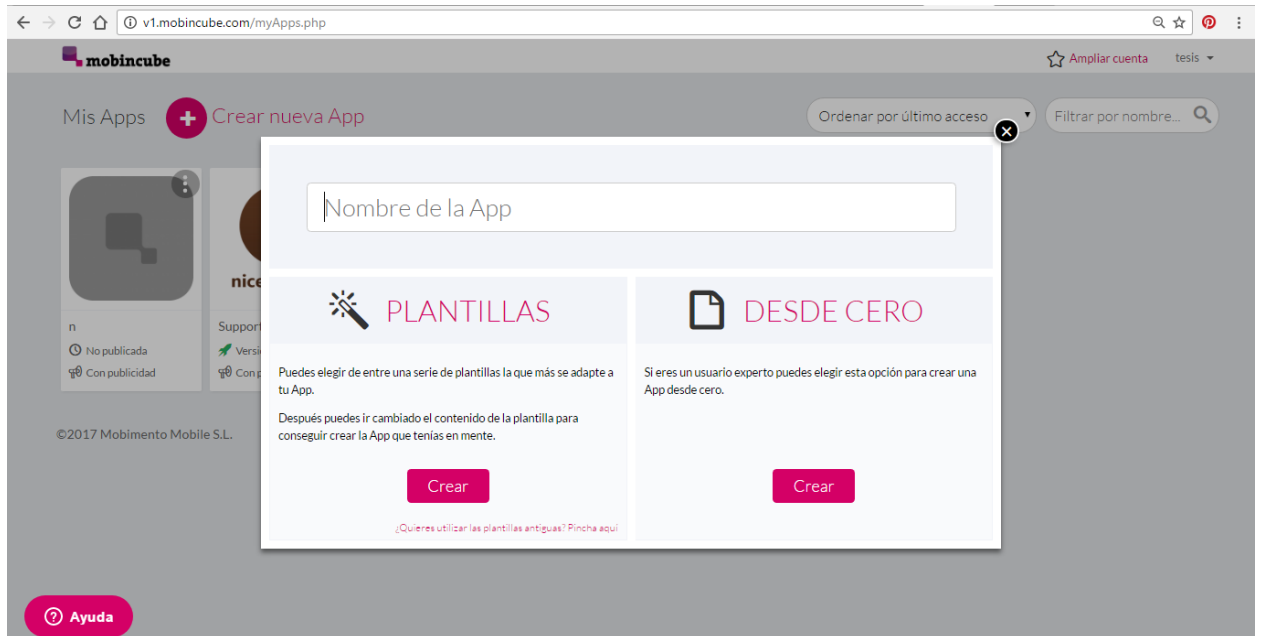 v1.mobincube.com/myApps.php
mobincube
Ampliar cuenta
tesis
Mis Apps
Crear nueva App
Ordenar por último acceso
Filtrar por nombre...
Nombre de la App
nice
n
No publicada
Con publicidad
Support
Versi
Con p
PLANTILLAS
Puedes elegir de entre una serie de plantillas la que más se adapte a
tu App.
Después puedes ir cambiado el contenido de la plantilla para
conseguir crear la App que tenías en mente.
Crear
¿Quieres utilizar las plantillas antiguas? Pincha aquí
DESDE CERO
Si eres un usuario experto puedes elegir esta opción para crear una
App desde cero.
Crear
©2017 Mobimento Mobile S.L.
Ayuda